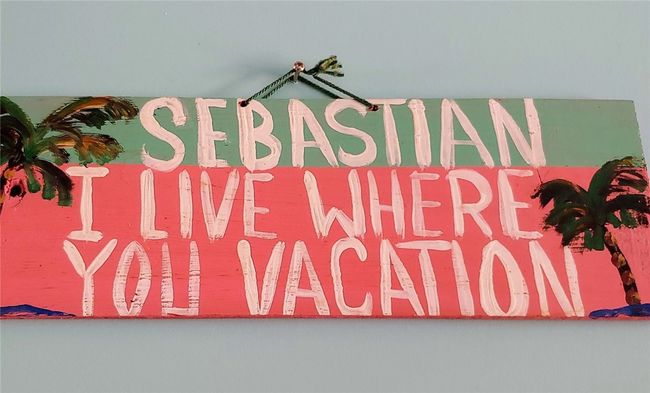 SEBASTIAN
I LIVE WHERE
YOU VACATION